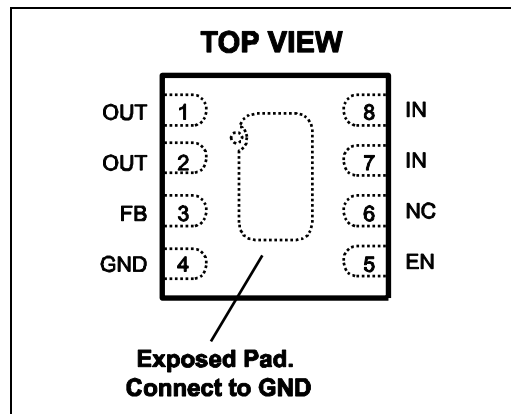 TOP VIEW
OUT 1 8 IN
OUT 2 7 IN
FB 3 6 NC
GND 4 5 EN
Exposed Pad.
Connect to GND